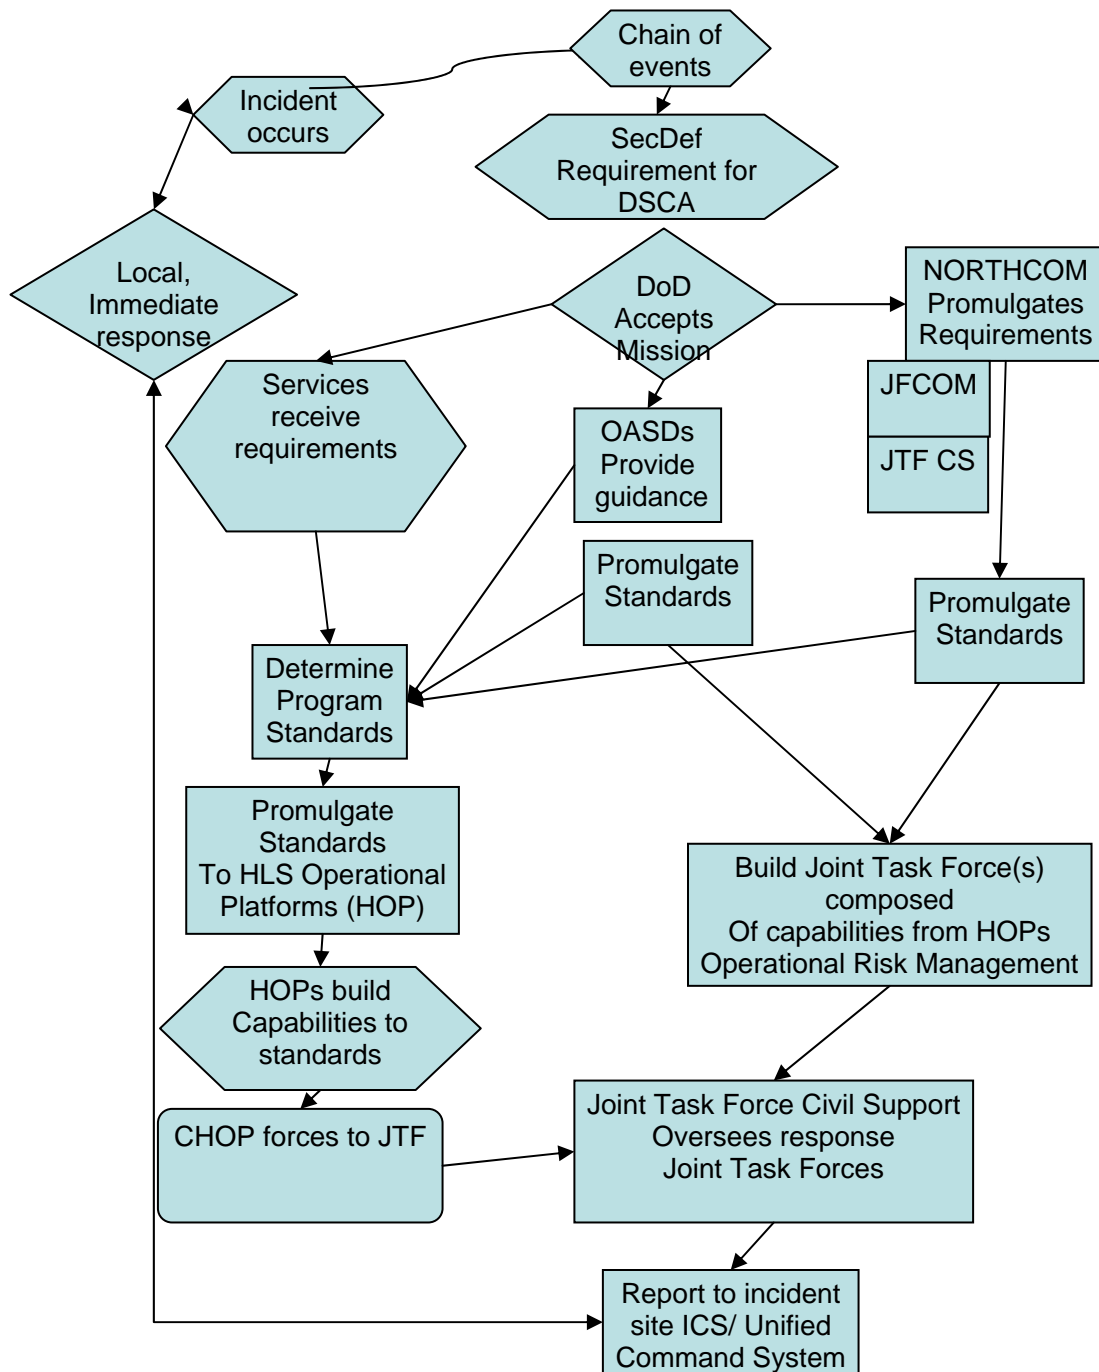 Chain of
events
Incident
occurs
SecDef
Requirement for
DSCA
Local,
Immediate
response
DoD
Accepts
Mission
NORTHCOM
Promulgates
Requirements
JFCOM
JTF CS
Services
receive
requirements
OASDs
Provide
guidance
Promulgate
Standards
Promulgate
Standards
Determine
Program
Standards
Promulgate
Standards
To HLS Operational
Platforms (HOP)
Build Joint Task Force(s)
composed
Of capabilities from HOPs
Operational Risk Management
HOPs build
Capabilities to
standards
CHOP forces to JTF
Joint Task Force Civil Support
Oversees response
Joint Task Forces
Report to incident
site ICS/ Unified
Command System